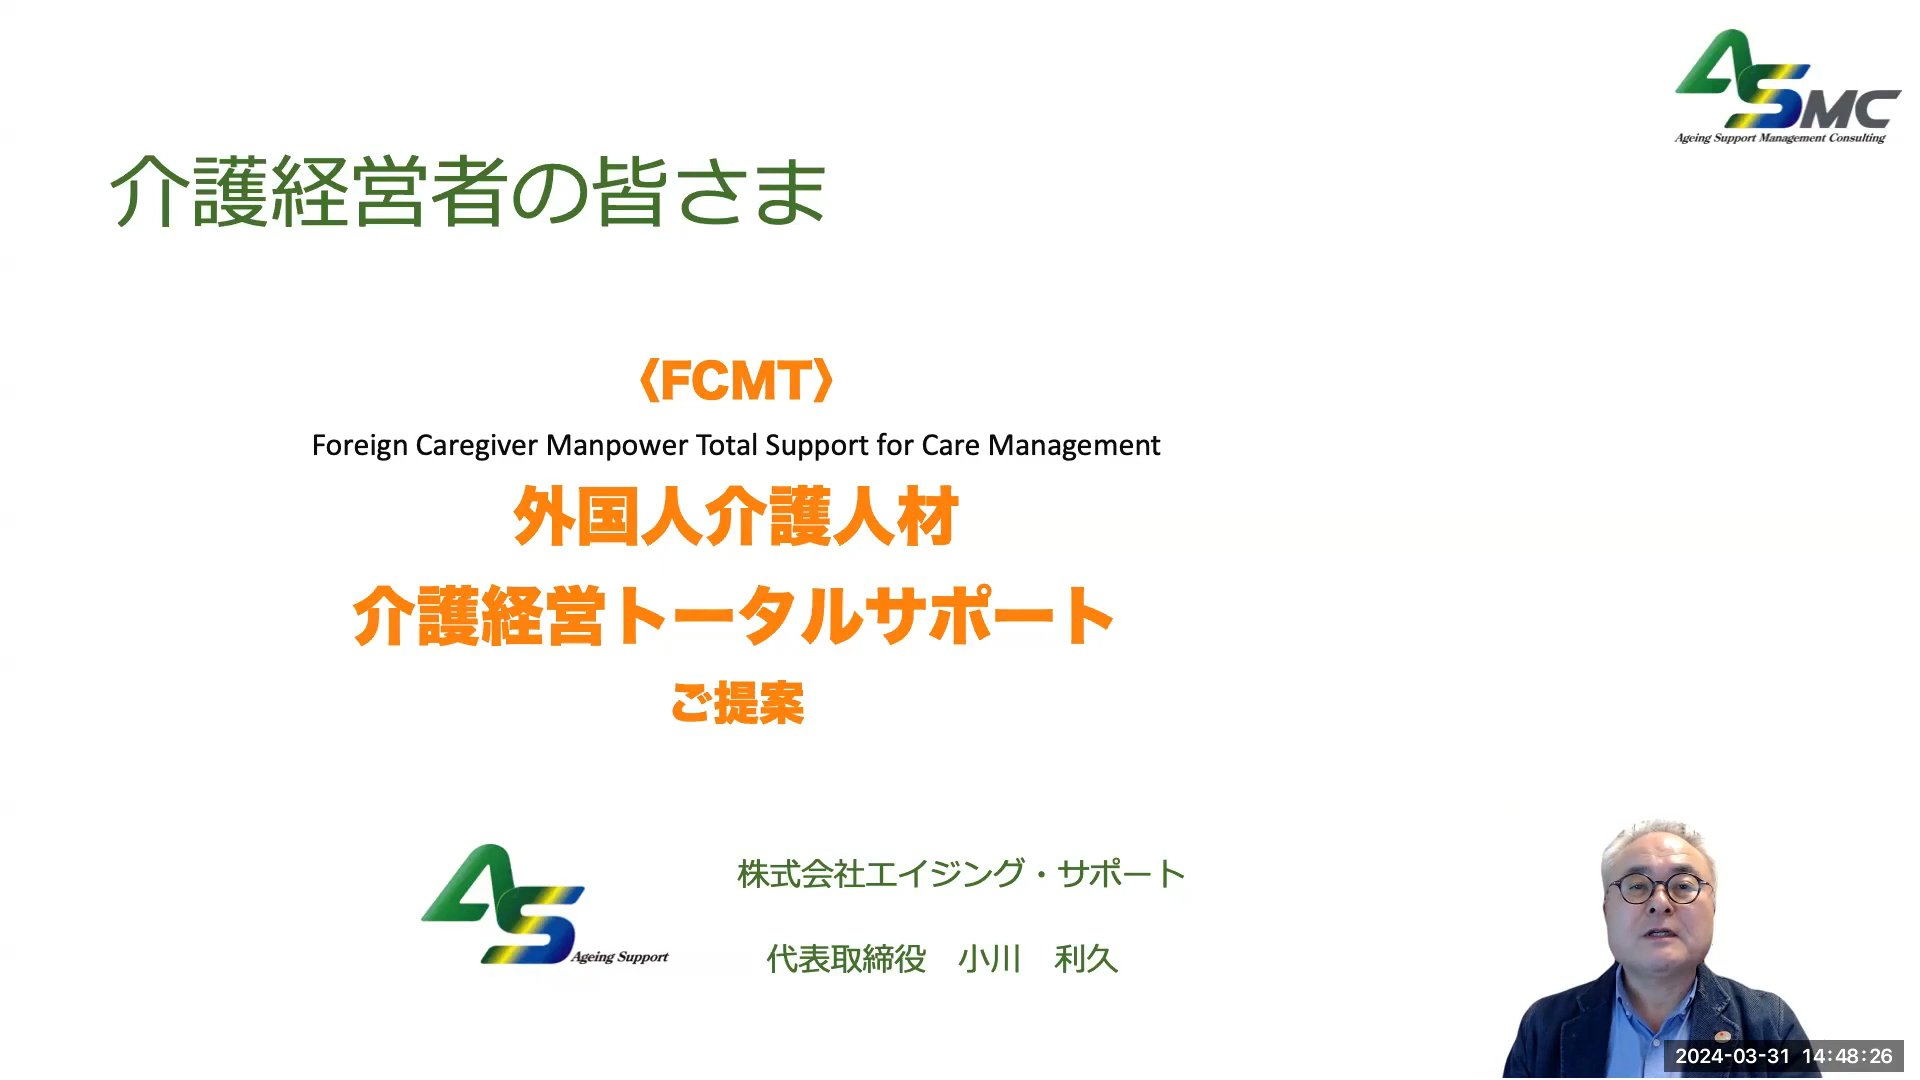 ASMC
Ageing Support Management Consulting
介護経営者の皆さま
〈FCMT〉
Foreign Caregiver Manpower Total Support for Care Management
外国人介護人材
介護経営トータルサポート
ご提案
AS
Ageing Support
株式会社エイジング・サポート
代表取締役　小川　利久
2024-03-31 14:48:26